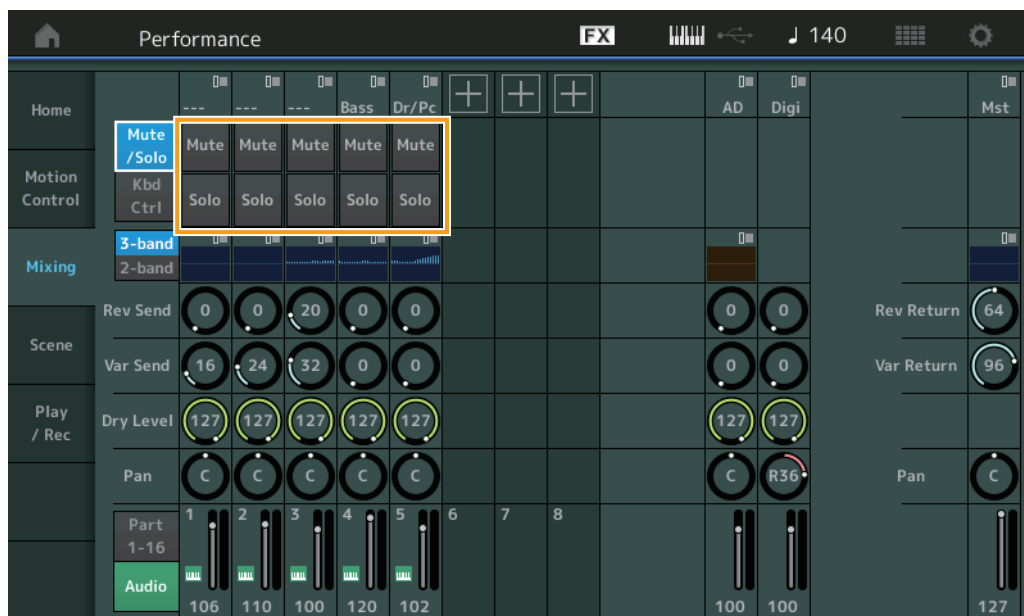 Performance FX 140
--- --- --- Bass Dr/Pc AD Digi Mst
Home
Mute /Solo Mute Mute Mute Mute Mute
Kbd Ctrl Solo Solo Solo Solo Solo
Motion Control
3-band
2-band
Mixing
Rev Send 0 0 20 0 0 0 0 Rev Return 64
Scene
Var Send 16 24 32 0 0 0 0 Var Return 96
Play / Rec
Dry Level 127 127 127 127 127 127 127
Pan C C C C C C R36 Pan C
Part 1-16 1 2 3 4 5 6 7 8
Audio
106 110 100 120 102 100 100 127